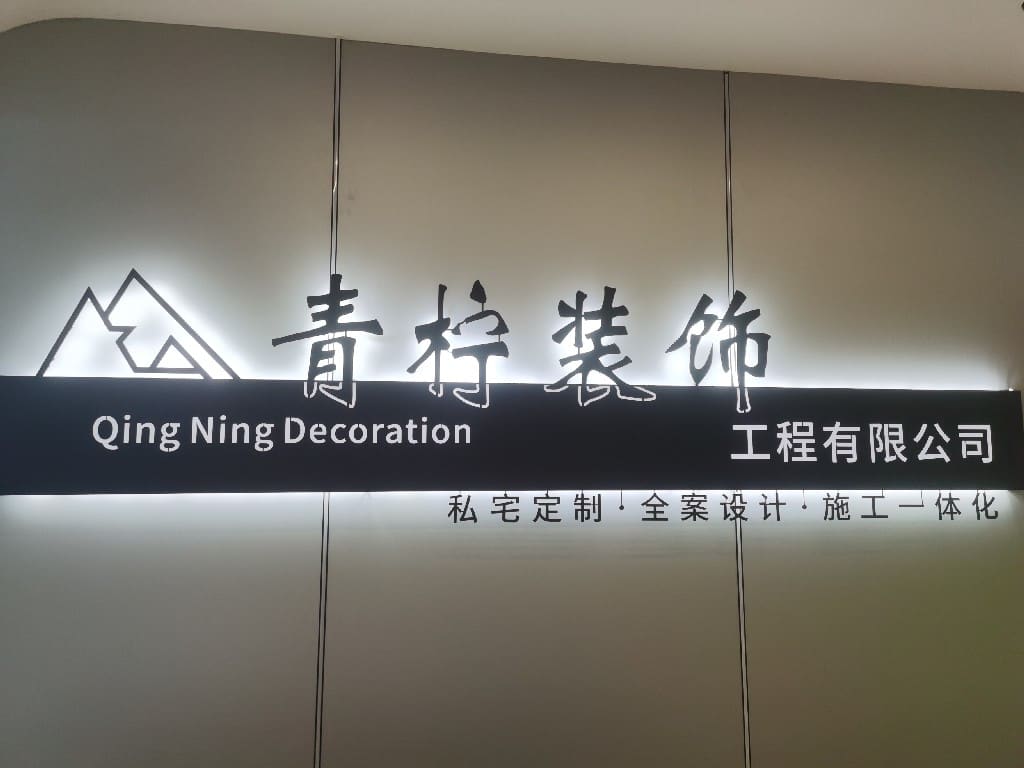 青柠装饰
Qing Ning Decoration
工程有限公司
私宅定制·全案设计·施工一体化